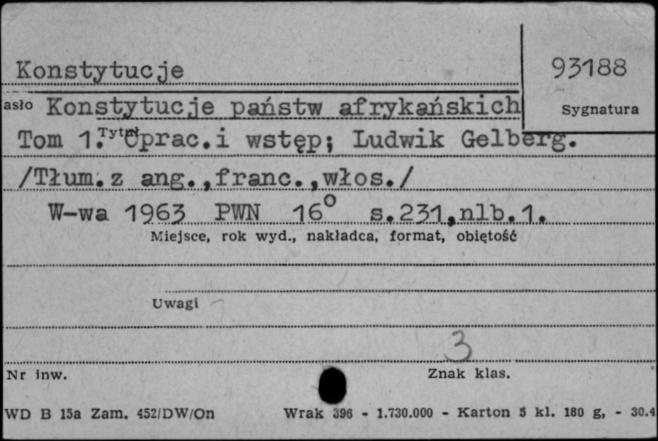 Konstytucje
93188
asło Konstytucje państw afrykańskich
Sygnatura
Tom 1. Tytuł Oprac. i wstęp; Ludwik Gelberg.
/Tłum. z ang., franc., włos./
W-wa 1963 PWN 16° s.231, nlb.1.
Miejsce, rok wyd., nakładca, format, objętość
Uwagi
3
Nr inw.
Znak klas.
WD B 15a Zam. 452/DW/On Wrak 396 - 1.730.000 - Karton 5 kl. 180 g, - 30.4